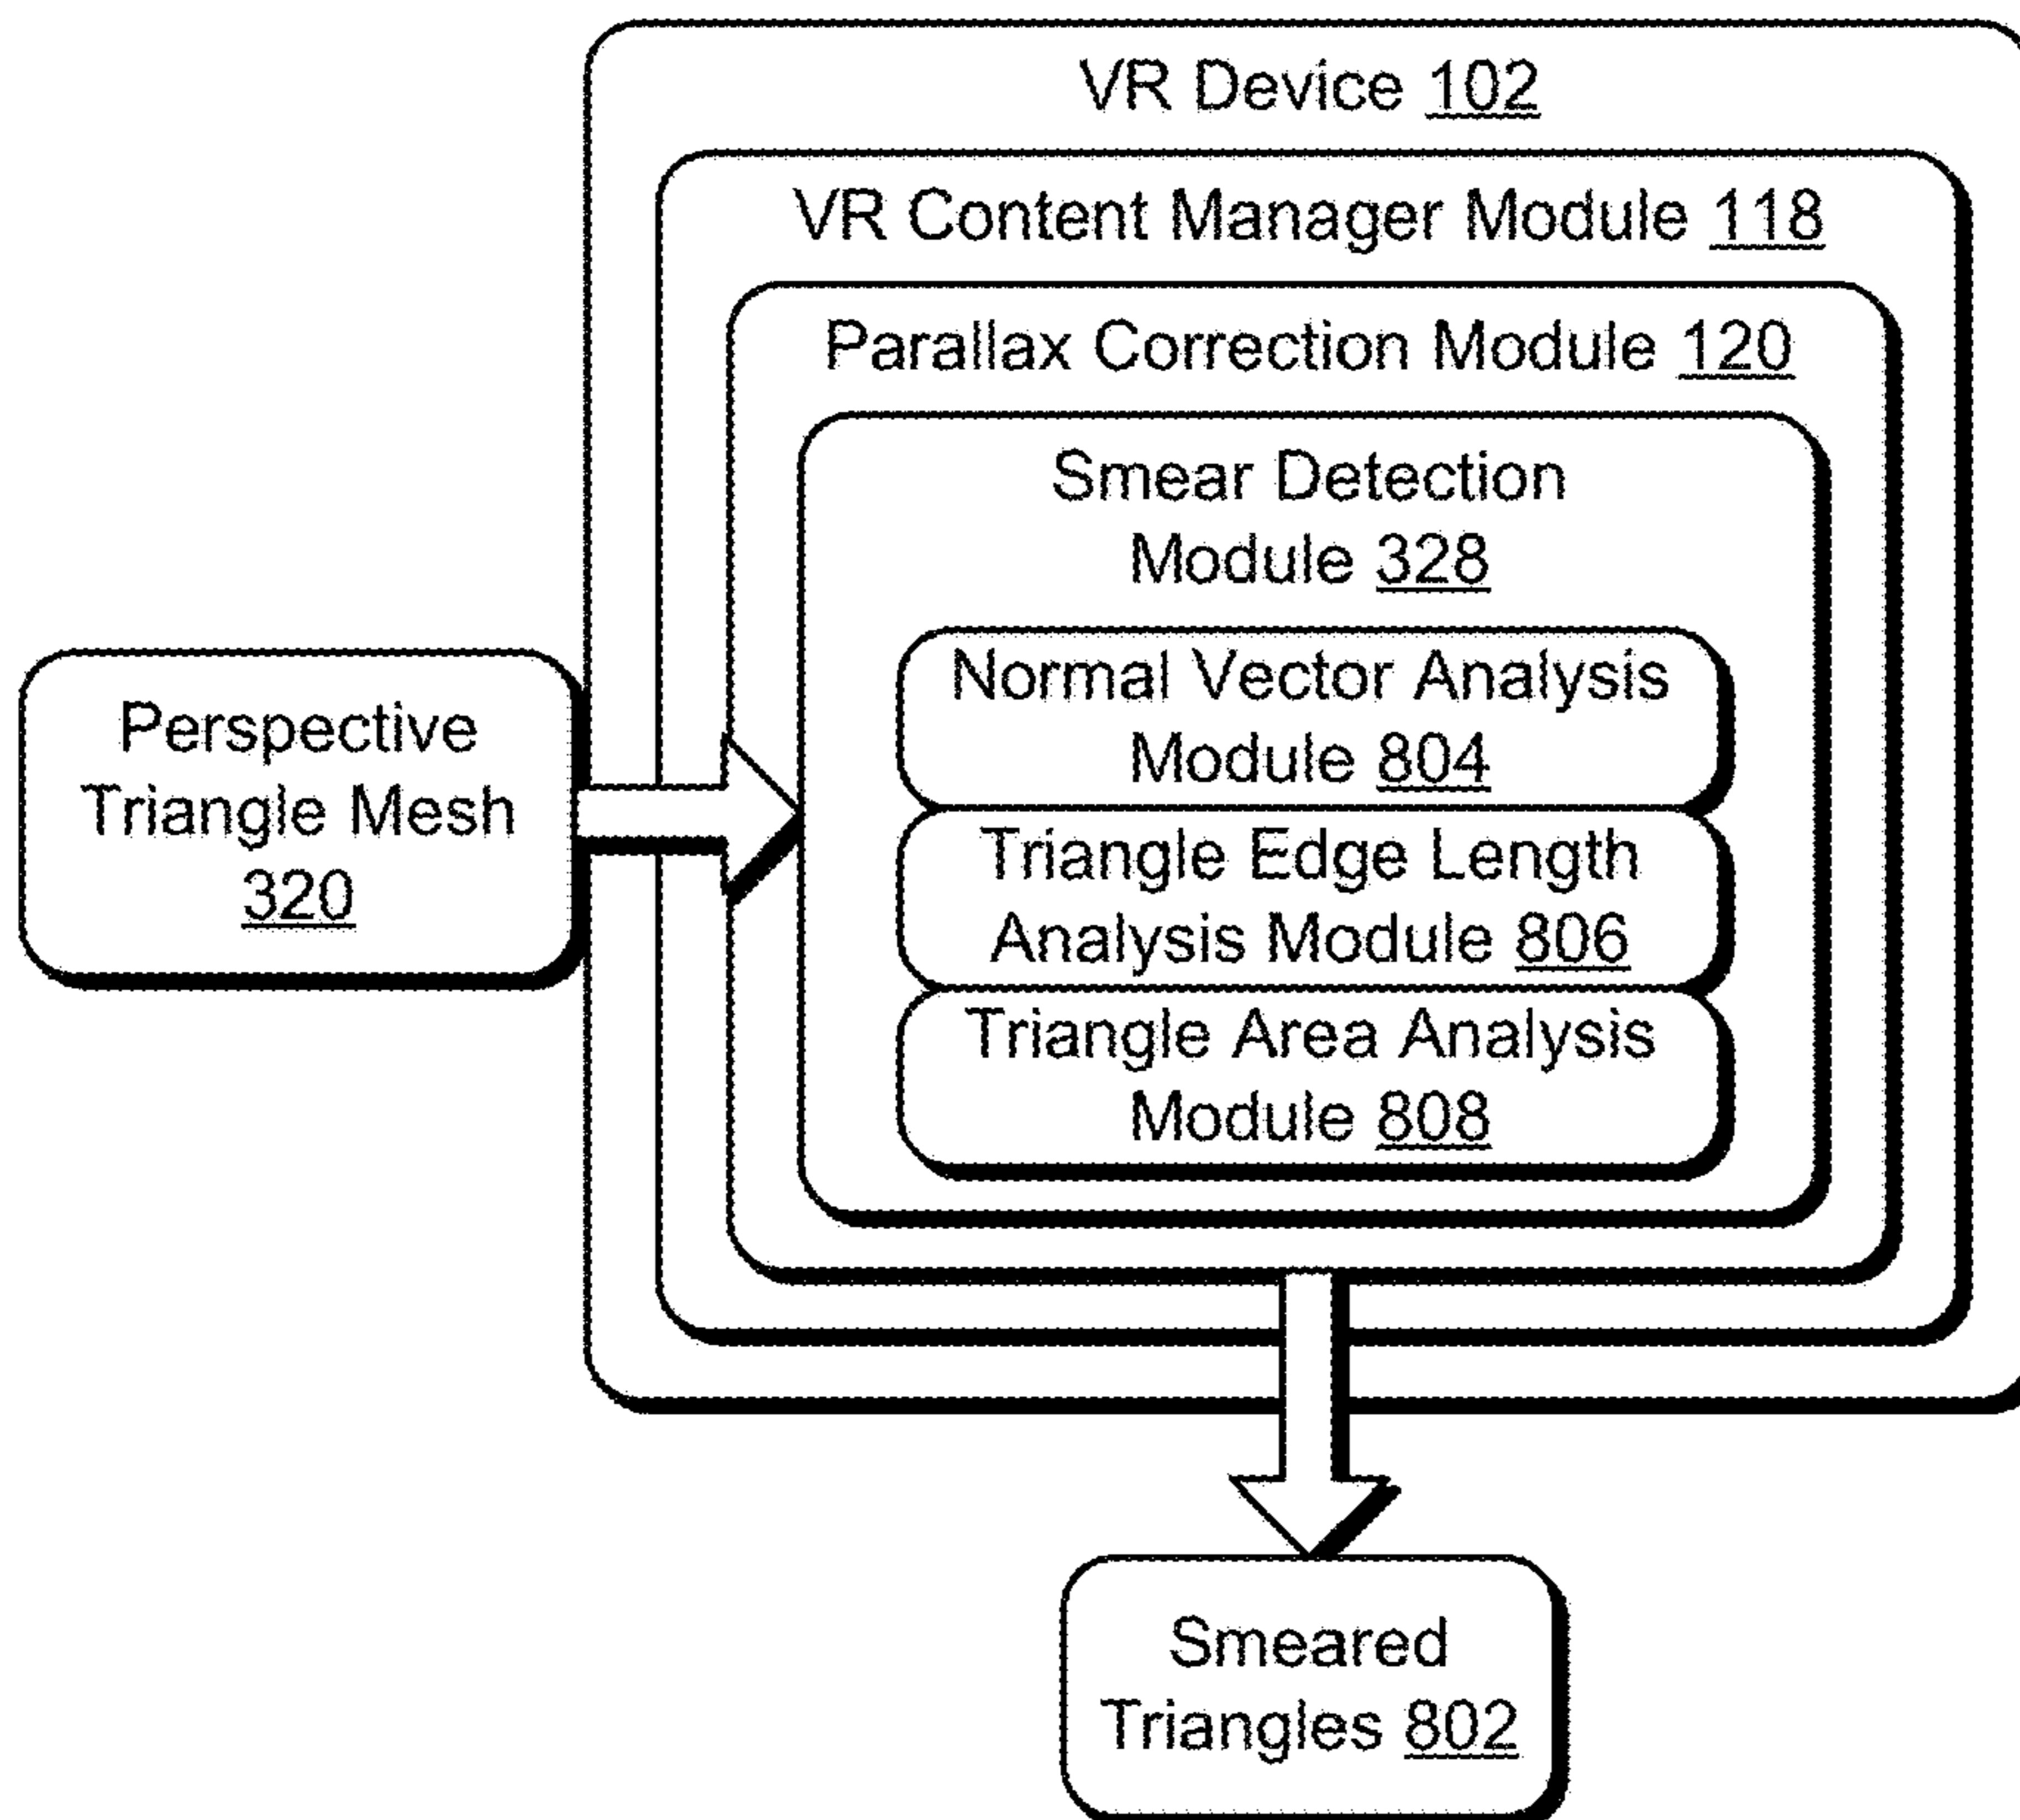 VR Device 102
VR Content Manager Module 118
Parallax Correction Module 120
Smear Detection
Module 328
Normal Vector Analysis
Module 804
Triangle Edge Length
Analysis Module 806
Triangle Area Analysis
Module 808
Perspective
Triangle Mesh
320
Smeared
Triangles 802